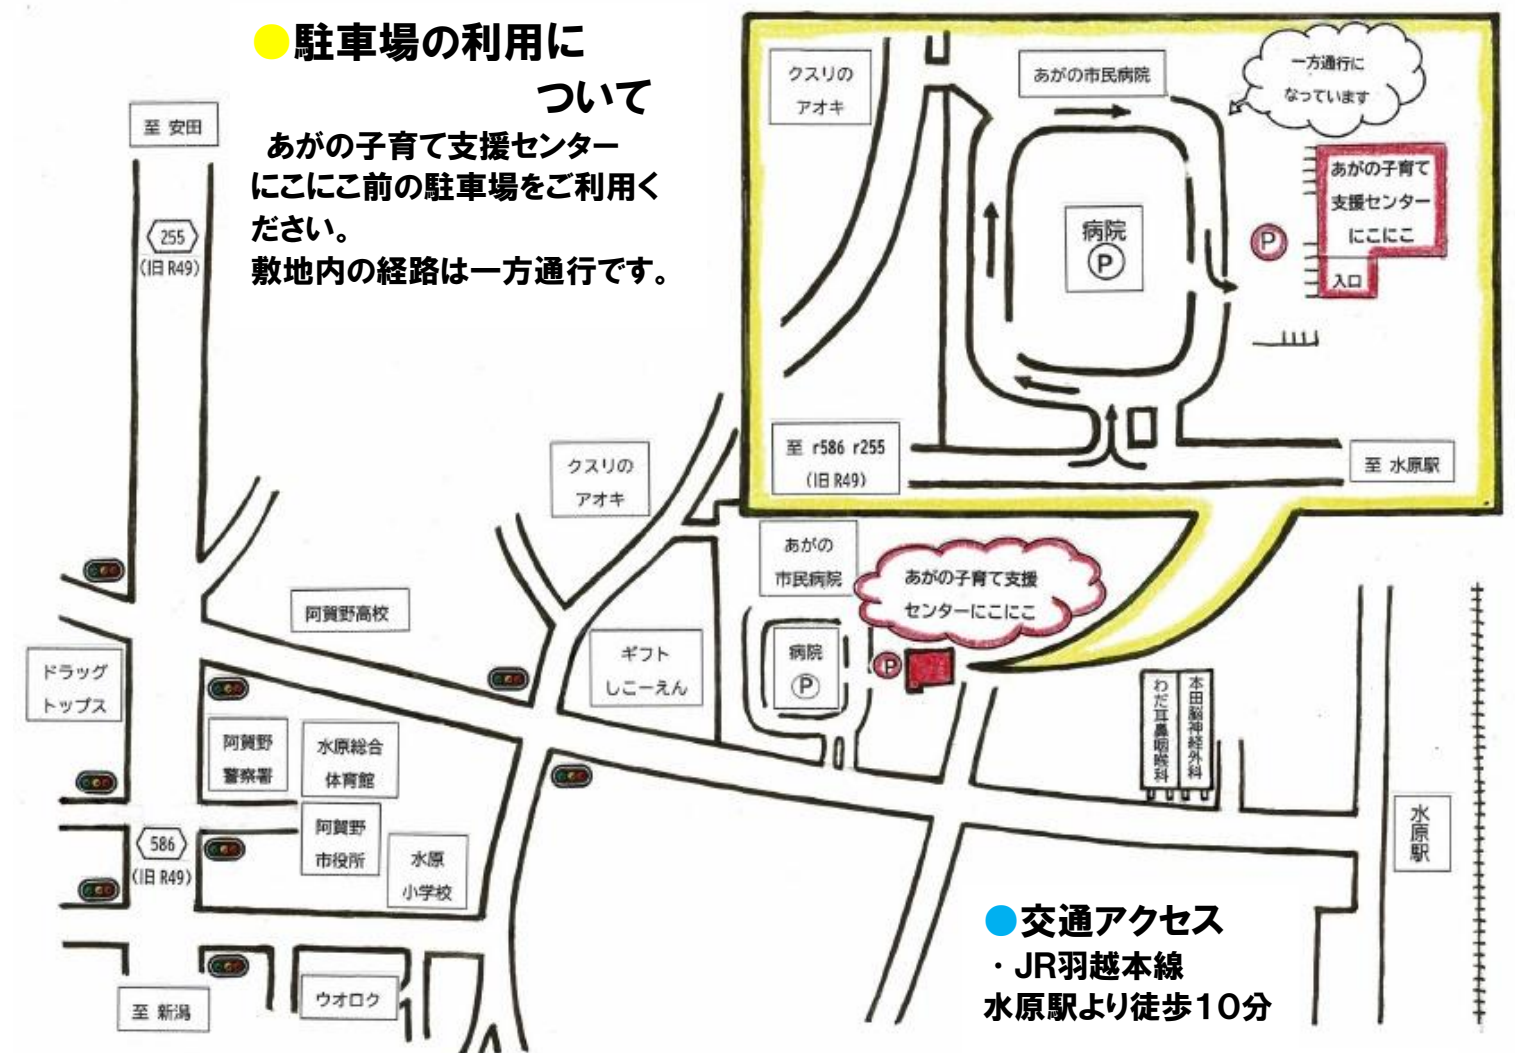 ●駐車場の利用に
ついて
あがの子育て支援センター
にこにこ前の駐車場をご利用く
ださい。
敷地内の経路は一方通行です。
至 安田
255
(旧 R49)
クスリの
アオキ
あがの市民病院
一方通行に
なっています
あがの子育て
支援センター
にこにこ
入口
P
病院
P
至 r586 r255
(旧 R49)
至 水原駅
クスリの
アオキ
あがの
市民病院
あがの子育て支援
センターにこにこ
阿賀野高校
ギフト
しこーえん
病院
P
P
ドラッグ
トップス
本田脳神経外科
わだ耳鼻咽喉科
阿賀野
警察署
水原総合
体育館
阿賀野
市役所
水原
小学校
586
(旧 R49)
水原駅
ウオロク
至 新潟
●交通アクセス
・JR羽越本線
水原駅より徒歩10分